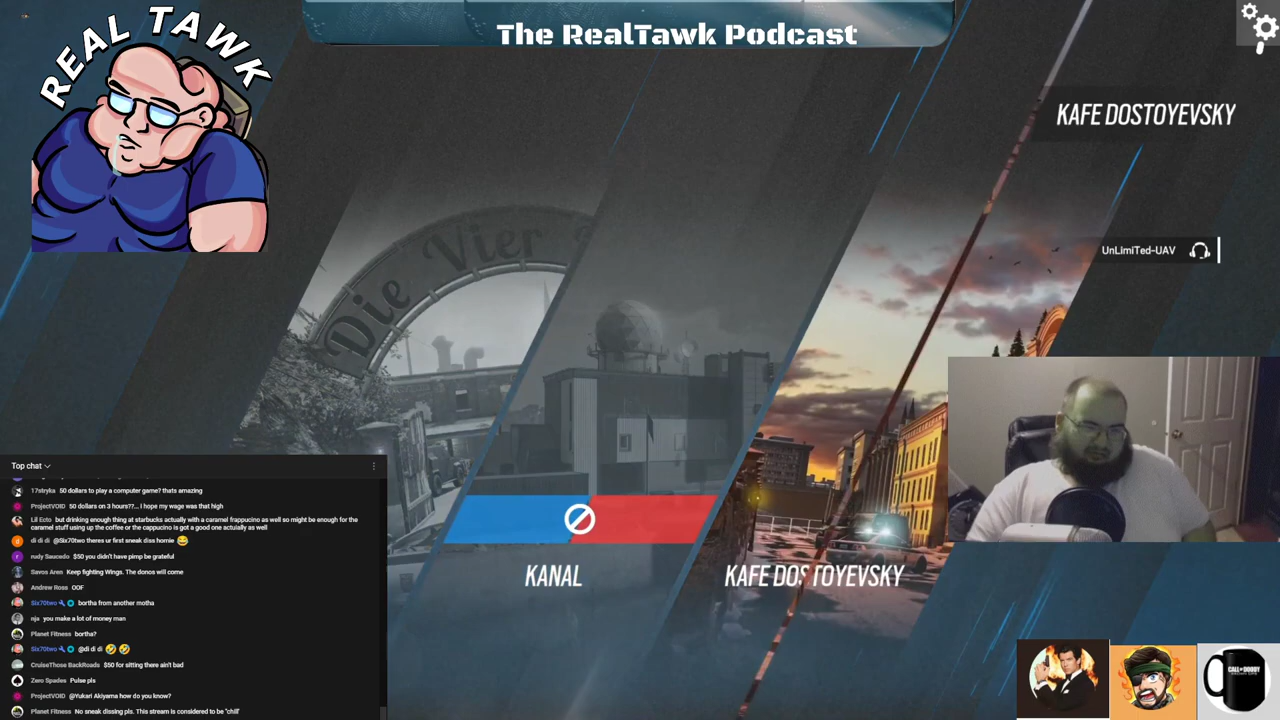 REAL TAWK
The RealTawk Podcast
KAFE DOSTOYEVSKY
UnLimiTed-UAV
Die Vier
KANAL
KAFE DOSTOYEVSKY
Top chat
17stryka 50 dollars to play a computer game? thats amazing
ProjectVOID 50 dollars on 3 hours??... i hope my wage was that high
Lil Ecto but drinking enough thing at starbucks actually with a caramel frappucino as well so might be enough for the
caramel stuff using up the coffee or the cappucino is got a good one actuially as well
di di di @Six70two theres ur first sneak diss homie
rudy Saucedo $50 you didn't have pimp be grateful
Savos Aren Keep fighting Wings. The donos will come
Andrew Ross OOF
Six70two bortha from another motha
nja you make a lot of money man
Planet Fitness bortha?
Six70two @di di di
CruiseThose BackRoads $50 for sitting there ain't bad
Zero Spades Pulse pls
ProjectVOID @Yukari Akiyama how do you know?
Planet Fitness No sneak dissing pls. This stream is considered to be "chill"
CALL OF DOODY